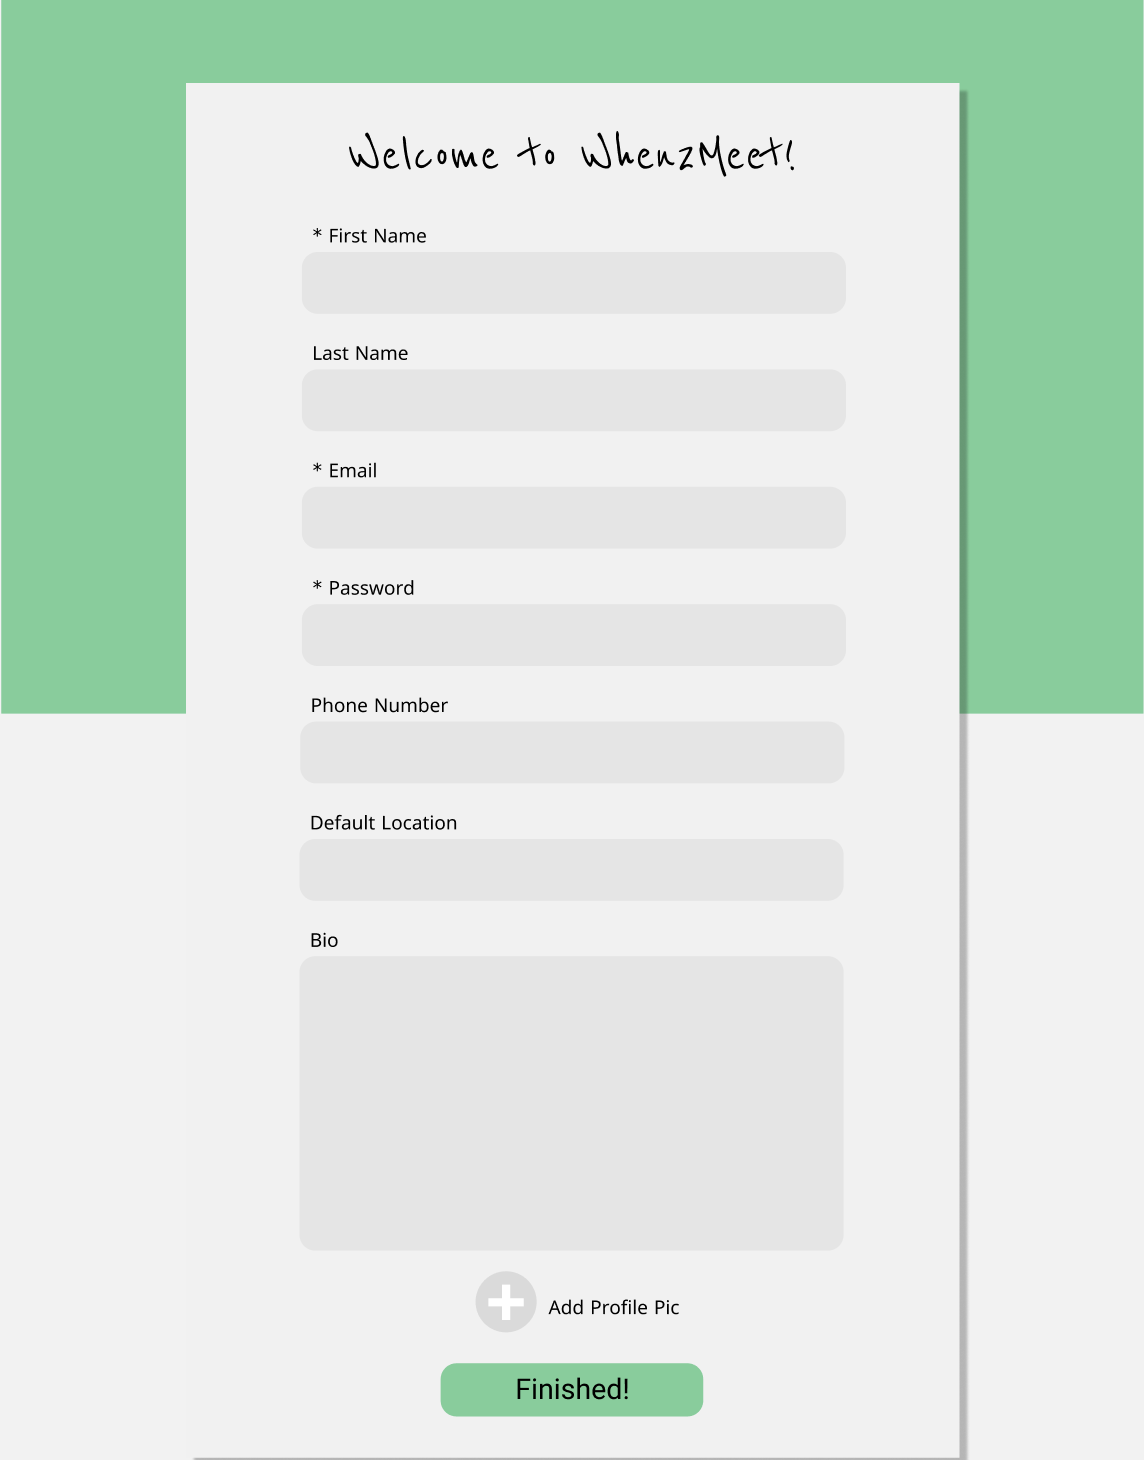 Welcome to WhenzMeet!
* First Name
Last Name
* Email
* Password
Phone Number
Default Location
Bio
Add Profile Pic
Finished!